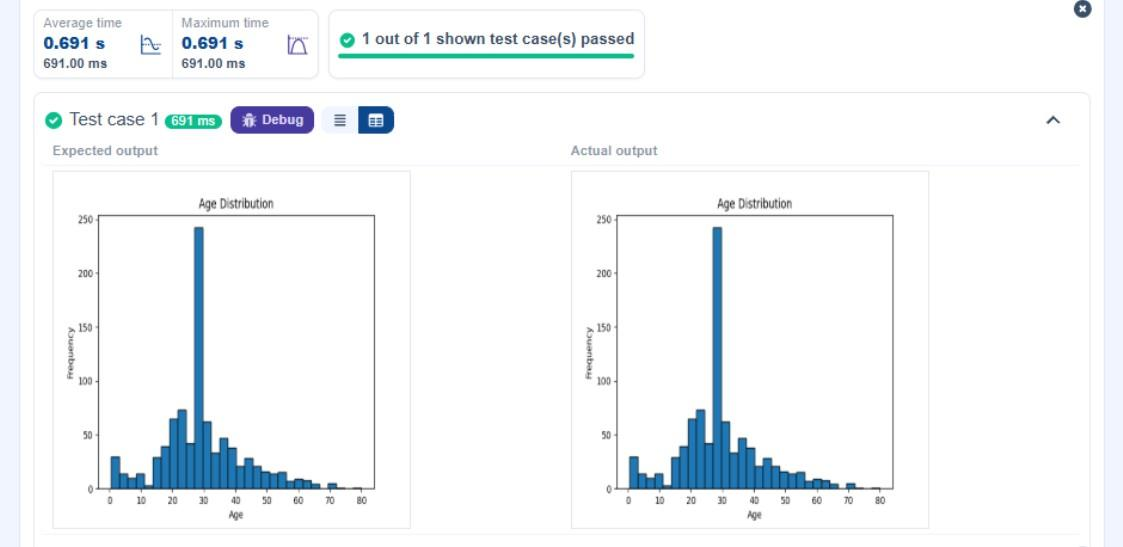 Average time
0.691 s
691.00 ms
Maximum time
0.691 s
691.00 ms
1 out of 1 shown test case(s) passed
Test case 1 691 ms Debug
Expected output
Actual output
Age Distribution
250
200
150
100
50
0
Frequency
0 10 20 30 40 50 60 70 80
Age
Age Distribution
250
200
150
100
50
0
Frequency
0 10 20 30 40 50 60 70 80
Age